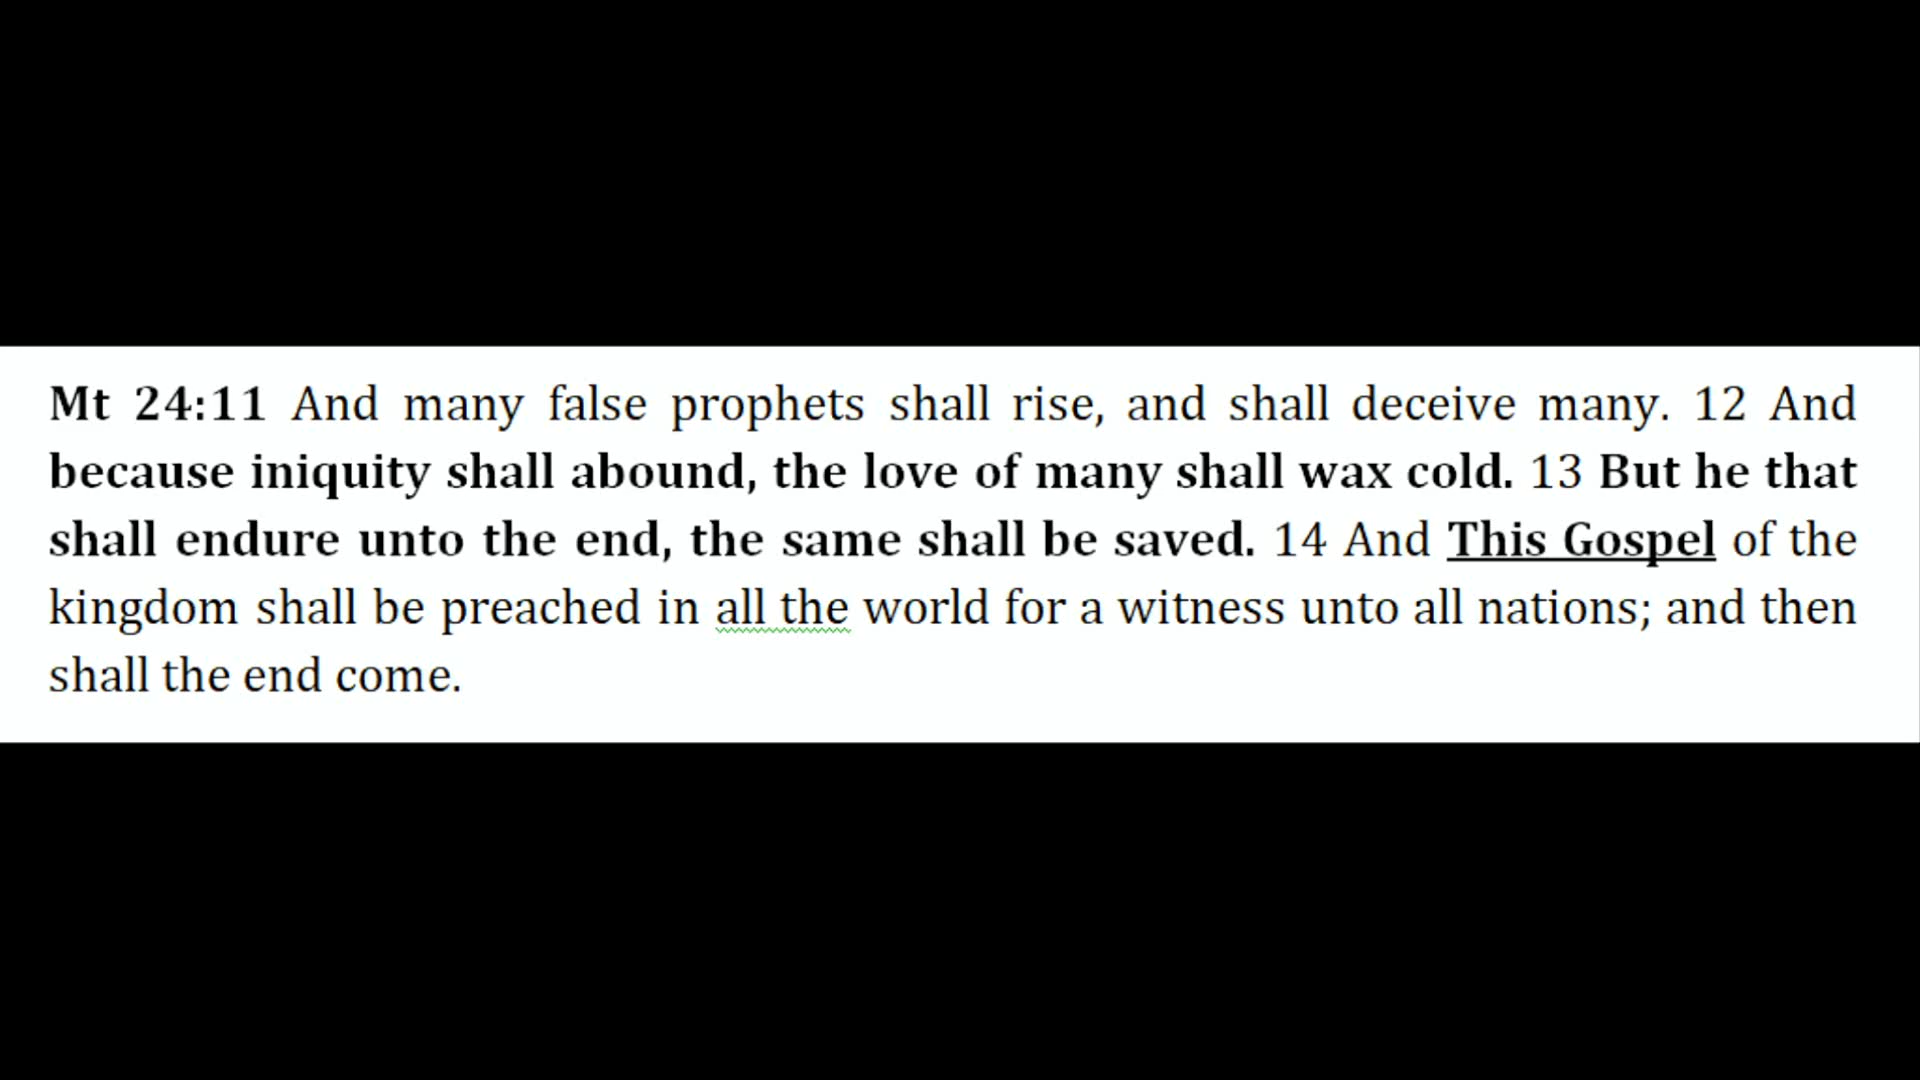 Mt 24:11 And many false prophets shall rise, and shall deceive many. 12 And
because iniquity shall abound, the love of many shall wax cold. 13 But he that
shall endure unto the end, the same shall be saved. 14 And This Gospel of the
kingdom shall be preached in all the world for a witness unto all nations; and then
shall the end come.